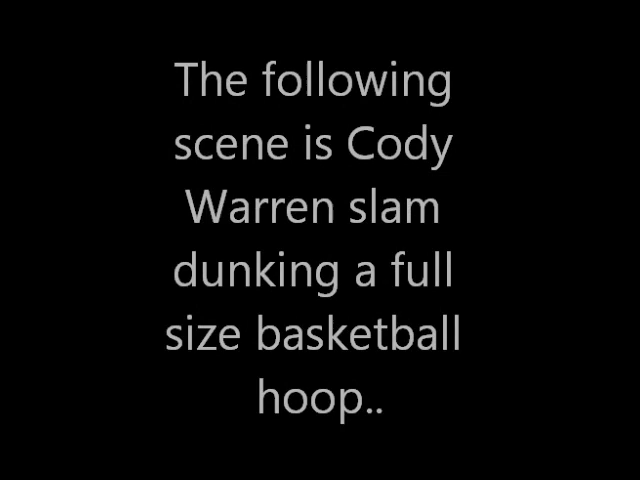 The following
scene is Cody
Warren slam
dunking a full
size basketball
hoop..